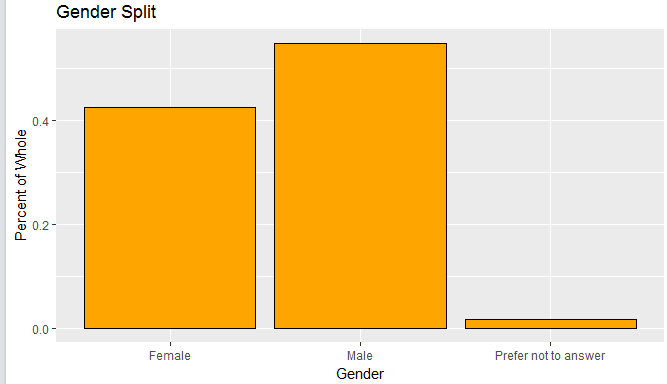 Gender Split
Percent of Whole
0.4
0.2
0.0
Female
Male
Prefer not to answer
Gender